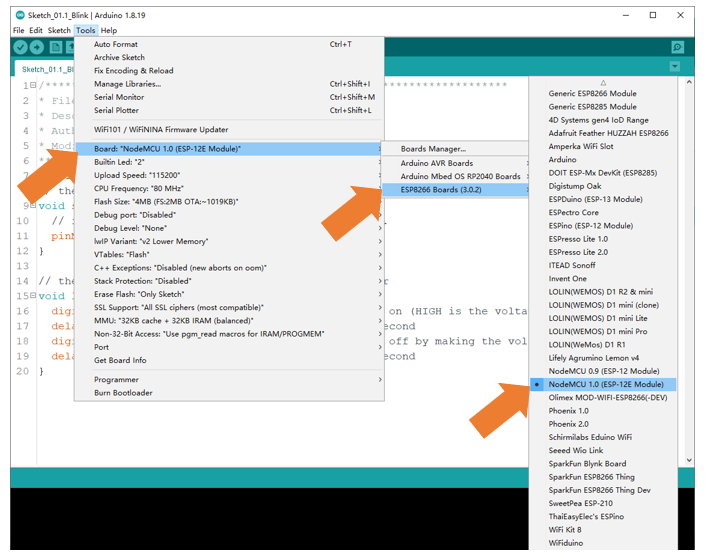 Sketch_01.1_Blink | Arduino 1.8.19
File Edit Sketch Tools Help
Sketch_01.1_Bl
Auto Format Ctrl+T
Archive Sketch
Fix Encoding & Reload
Manage Libraries... Ctrl+Shift+I
Serial Monitor Ctrl+Shift+M
Serial Plotter Ctrl+Shift+L
WiFi101 / WiFiNINA Firmware Updater
Board: "NodeMCU 1.0 (ESP-12E Module)"
Builtin Led: "2"
Upload Speed: "115200"
CPU Frequency: "80 MHz"
Flash Size: "4MB (FS:2MB OTA:~1019KB)"
Debug port: "Disabled"
Debug Level: "None"
lwIP Variant: "v2 Lower Memory"
VTables: "Flash"
C++ Exceptions: "Disabled (new aborts on oom)"
Stack Protection: "Disabled"
Erase Flash: "Only Sketch"
SSL Support: "All SSL ciphers (most compatible)"
MMU: "32KB cache + 32KB IRAM (balanced)"
Non-32-Bit Access: "Use pgm_read macros for IRAM/PROGMEM"
Port
Get Board Info
Programmer
Burn Bootloader
Boards Manager...
Arduino AVR Boards
Arduino Mbed OS RP2040 Boards
ESP8266 Boards (3.0.2)
Generic ESP8266 Module
Generic ESP8285 Module
4D Systems gen4 IoD Range
Adafruit Feather HUZZAH ESP8266
Amperka WiFi Slot
Arduino
DOIT ESP-Mx DevKit (ESP8285)
Digistump Oak
ESPDuino (ESP-13 Module)
ESPectro Core
ESPino (ESP-12 Module)
ESPresso Lite 1.0
ESPresso Lite 2.0
ITEAD Sonoff
Invent One
LOLIN(WEMOS) D1 R2 & mini
LOLIN(WEMOS) D1 mini (clone)
LOLIN(WEMOS) D1 mini Lite
LOLIN(WEMOS) D1 mini Pro
LOLIN(WeMos) D1 R1
Lifely Agrumino Lemon v4
NodeMCU 0.9 (ESP-12 Module)
NodeMCU 1.0 (ESP-12E Module)
Olimex MOD-WIFI-ESP8266(-DEV)
Phoenix 1.0
Phoenix 2.0
Schirmilabs Eduino WiFi
Seeed Wio Link
SparkFun Blynk Board
SparkFun ESP8266 Thing
SparkFun ESP8266 Thing Dev
SweetPea ESP-210
ThaiEasyElec's ESPino
WiFi Kit 8
WiFiduino
1 /***** ******************
2 * File
3 * Desc
4 * Auth
5 * Modi
the
9 void s
10 // i
11 pinM
12 }
13
14 // the r
15 void l
16 digi on (HIGH is the volta
17 dela econd
18 digi off by making the vol
19 dela econd
20 }